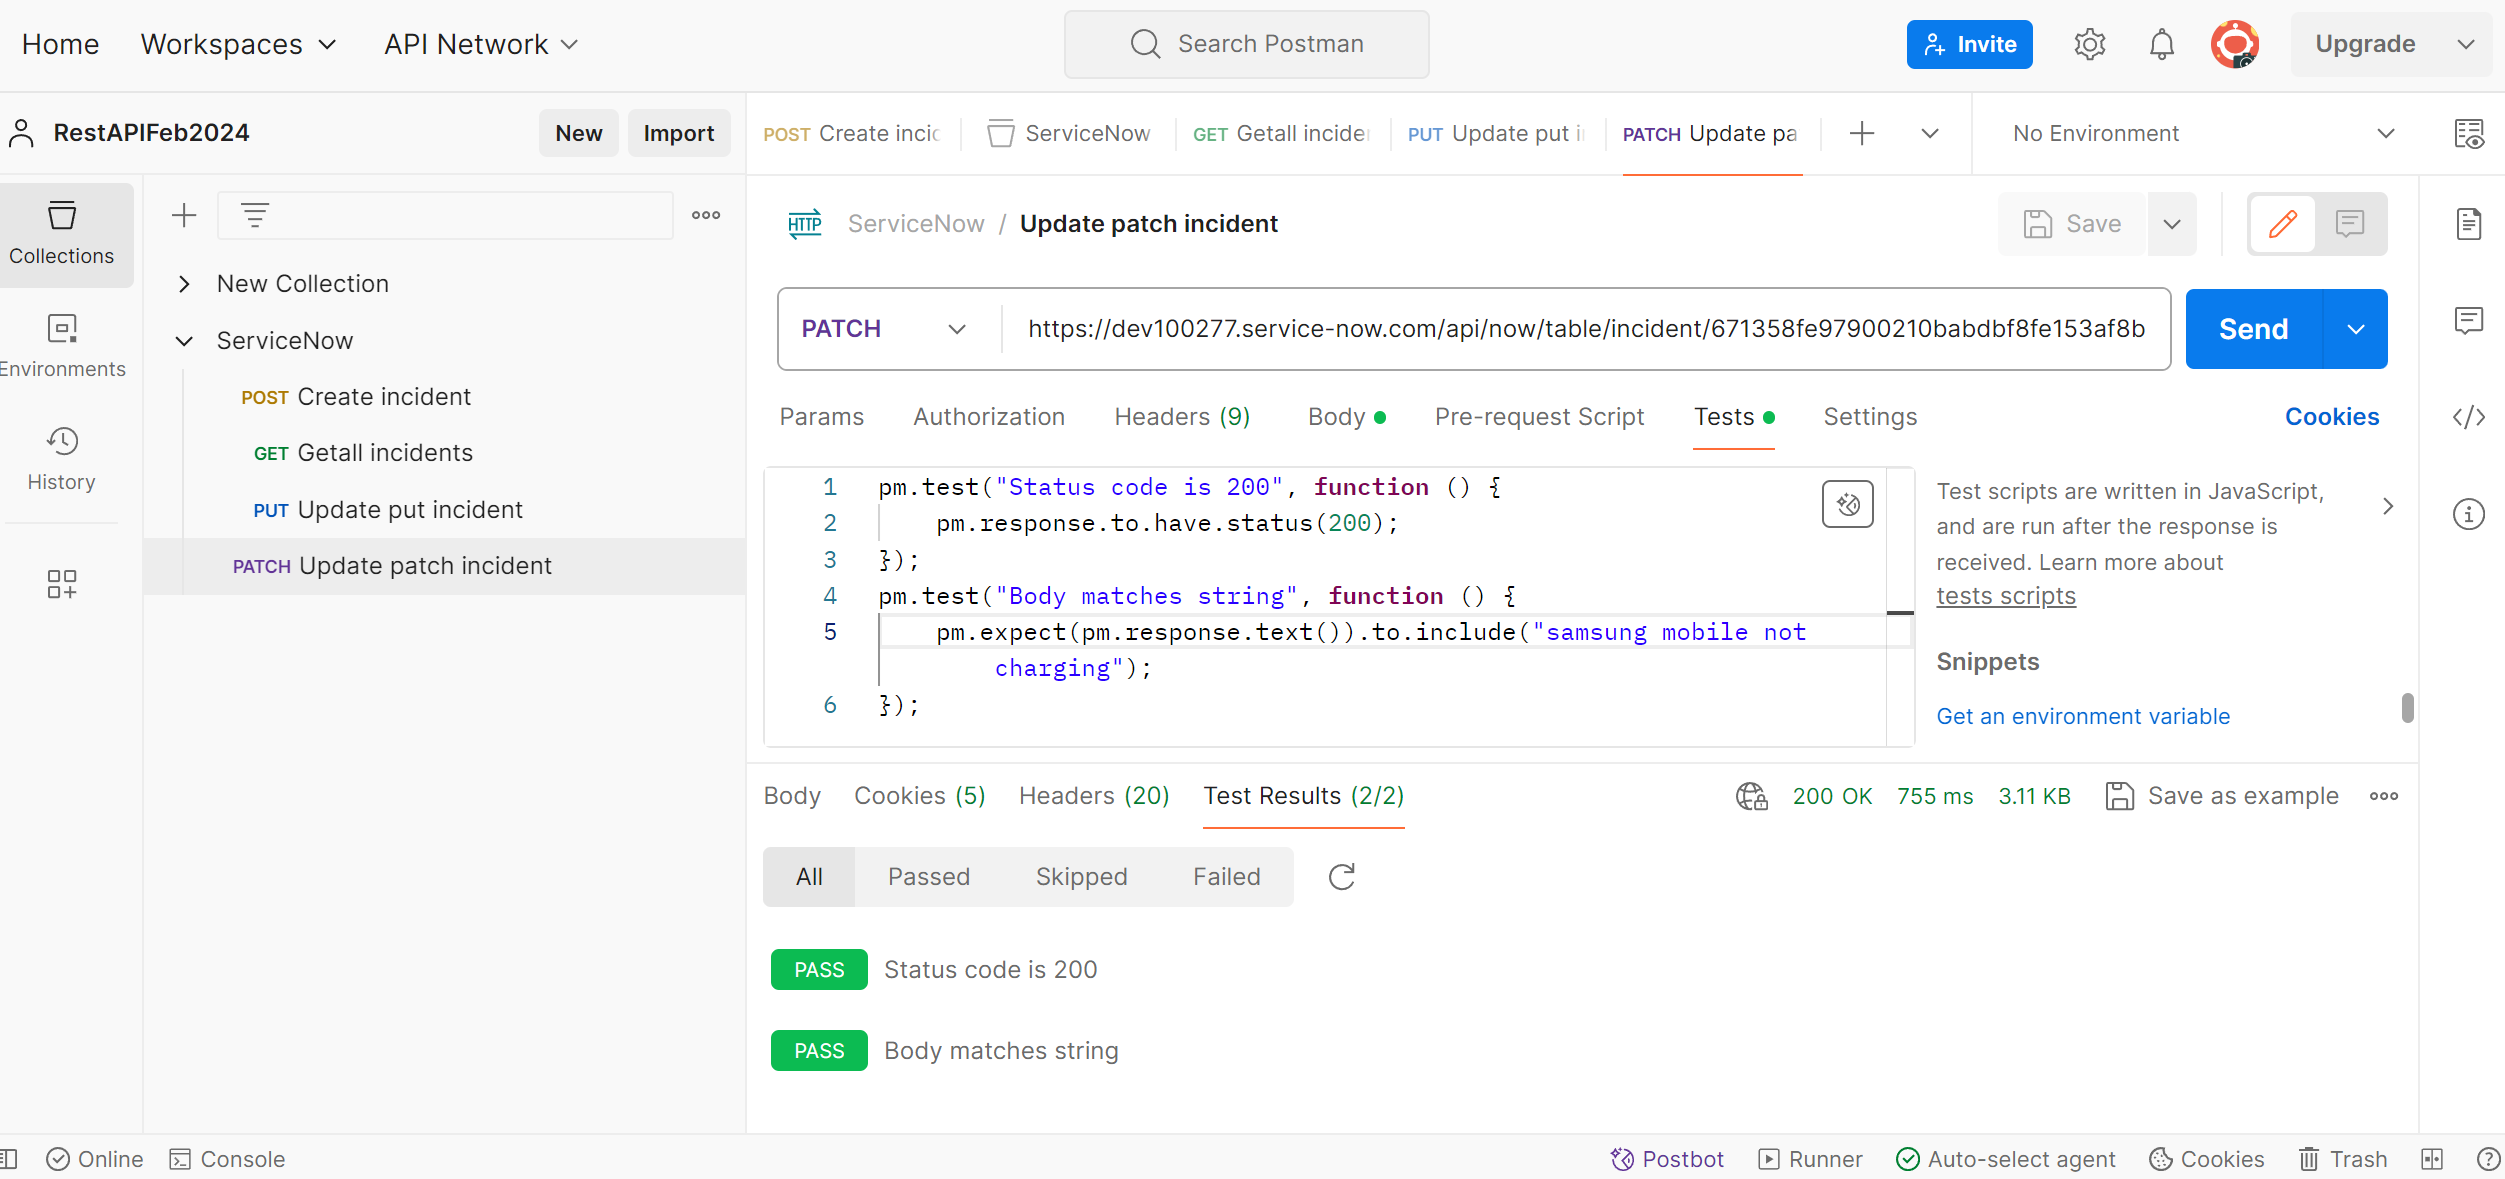 Home Workspaces API Network Search Postman Invite Upgrade
RestAPIFeb2024 New Import
POST Create inci ServiceNow GET Getall incide PUT Update put PATCH Update pa No Environment
Collections
Environments
History
New Collection
ServiceNow
POST Create incident
GET Getall incidents
PUT Update put incident
PATCH Update patch incident
HTTP ServiceNow / Update patch incident Save
PATCH https://dev100277.service-now.com/api/now/table/incident/671358fe97900210babdbf8fe153af8b Send
Params Authorization Headers (9) Body Pre-request Script Tests Settings Cookies
1 pm.test("Status code is 200", function () {
2 pm.response.to.have.status(200);
3 });
4 pm.test("Body matches string", function () {
5 pm.expect(pm.response.text()).to.include("samsung mobile not
charging");
6 });
Test scripts are written in JavaScript,
and are run after the response is
received. Learn more about
tests scripts
Snippets
Get an environment variable
Body Cookies (5) Headers (20) Test Results (2/2) 200 OK 755 ms 3.11 KB Save as example
All Passed Skipped Failed
PASS Status code is 200
PASS Body matches string
Online Console Postbot Runner Auto-select agent Cookies Trash